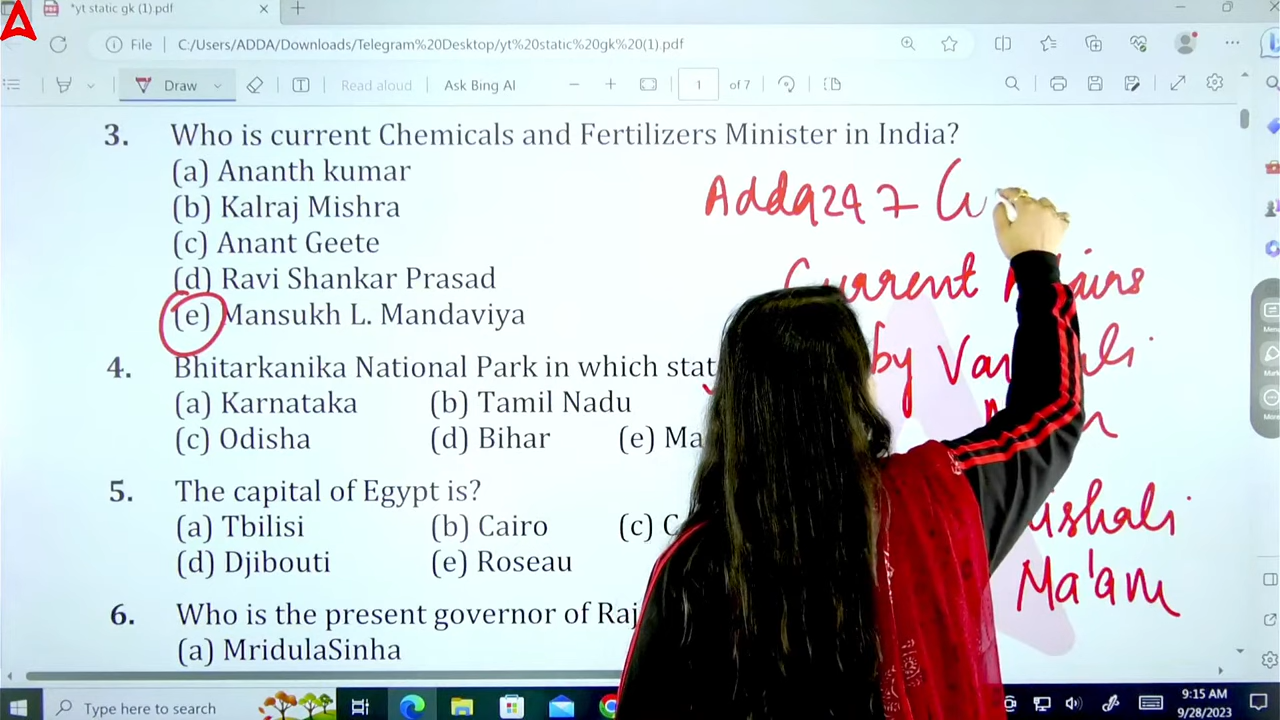 *yt static gk (1).pdf
File C:/Users/ADDA/Downloads/Telegram%20Desktop/yt%20static%20gk%20(1).pdf
Draw Read aloud Ask Bing AI 1 of 7
3. Who is current Chemicals and Fertilizers Minister in India?
(a) Ananth kumar
(b) Kalraj Mishra
(c) Anant Geete
(d) Ravi Shankar Prasad
(e) Mansukh L. Mandaviya
Adda247
Current
by
4. Bhitarkanika National Park in which
(a) Karnataka (b) Tamil Nadu
(c) Odisha (d) Bihar (e)
5. The capital of Egypt is?
(a) Tbilisi (b) Cairo (c)
(d) Djibouti (e) Roseau
Ma'am
6. Who is the present governor of
(a) MridulaSinha
Type here to search
9:15 AM
9/28/2023